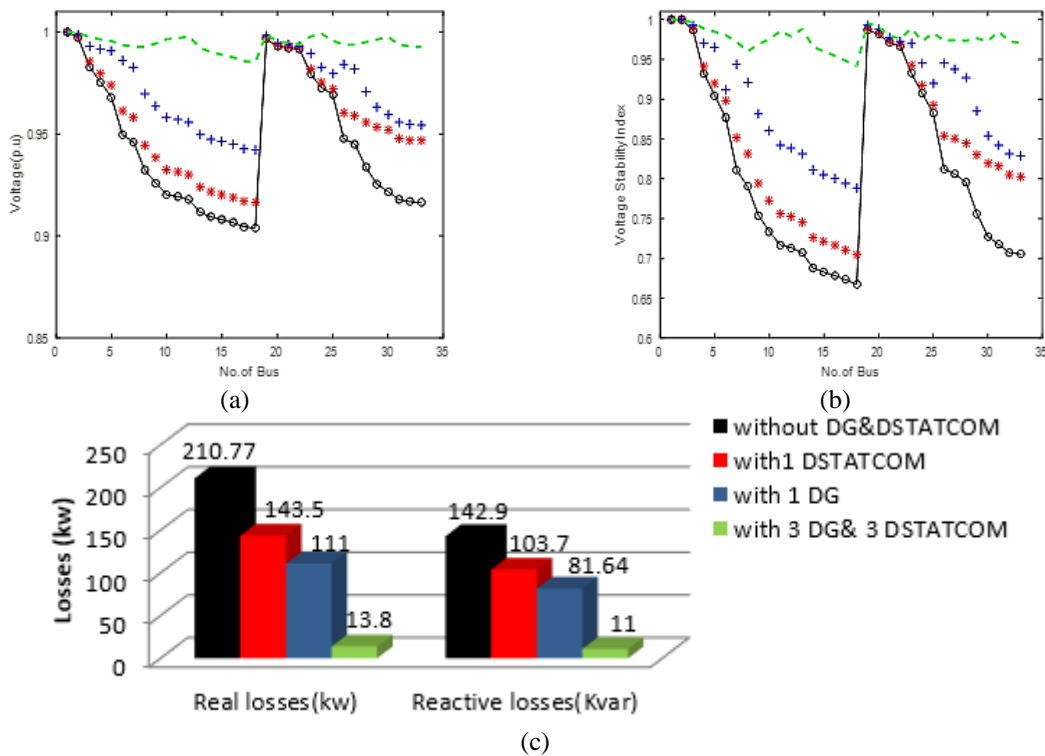 Voltage(p.u)
1
0.95
0.9
0.85
0 5 10 15 20 25 30 35
No.of Bus
(a)
Voltage Stability Index
1
0.95
0.9
0.85
0.8
0.75
0.7
0.65
0.6
0 5 10 15 20 25 30 35
No.of Bus
(b)
Losses (kw)
250
200
150
100
50
0
210.77
143.5
111
13.8
142.9
103.7
81.64
11
Real losses(kw)
Reactive losses(Kvar)
without DG&DSTATCOM
with1 DSTATCOM
with 1 DG
with 3 DG& 3 DSTATCOM
(c)